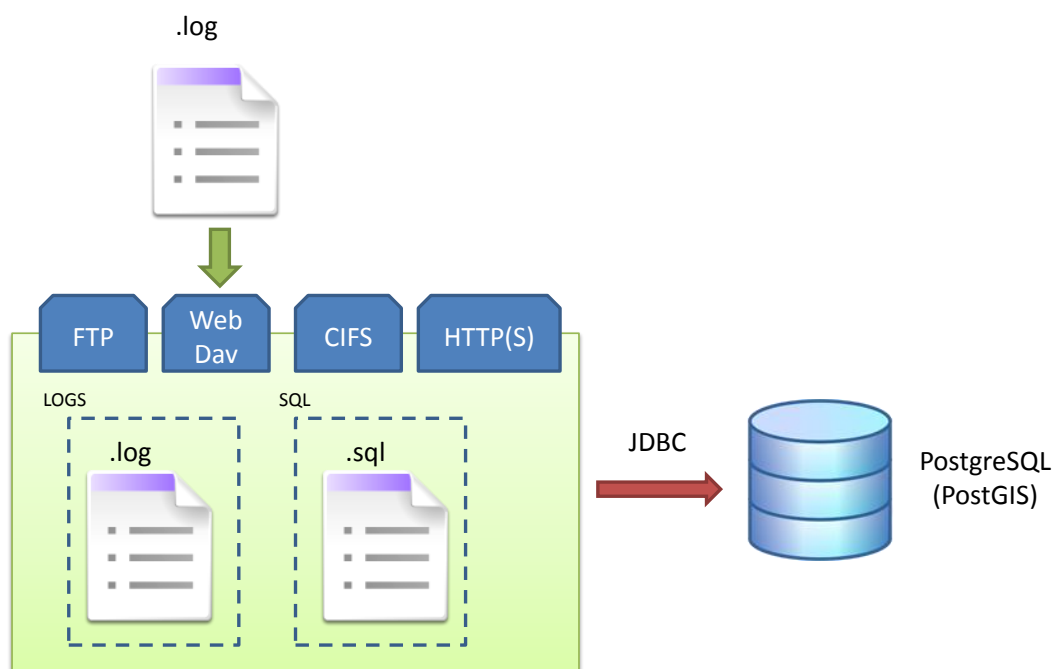 .log
FTP
Web
Dav
CIFS
HTTP(S)
LOGS
SQL
.log
.sql
JDBC
PostgreSQL
(PostGIS)